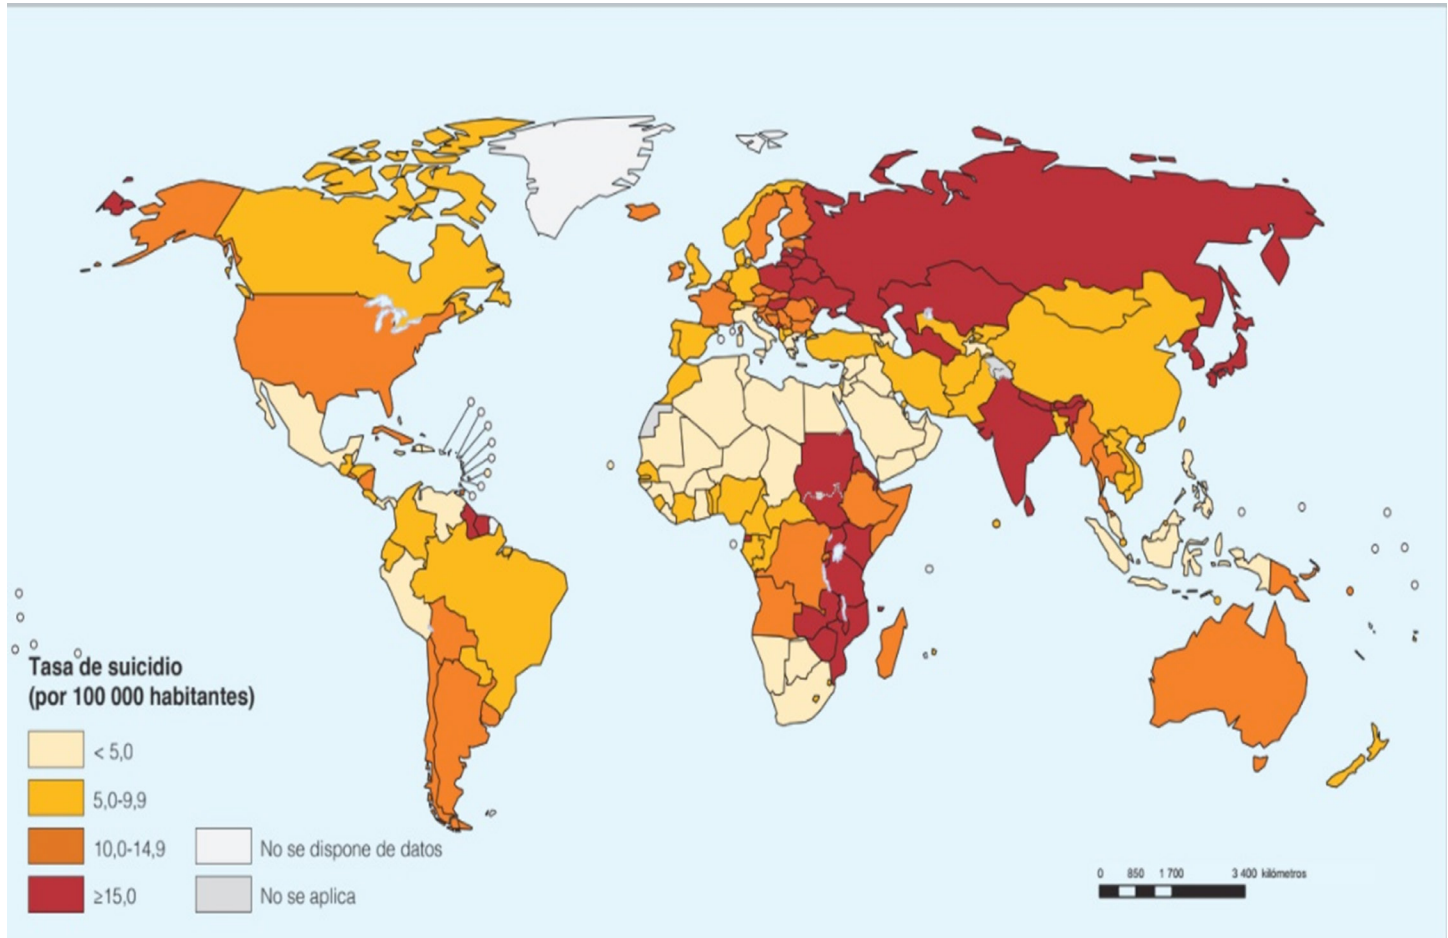 Tasa de suicidio
(por 100 000 habitantes)
< 5,0
5,0-9,9
10,0-14,9
≥15,0
No se dispone de datos
No se aplica
0 850 1 700 3 400 kilómetros